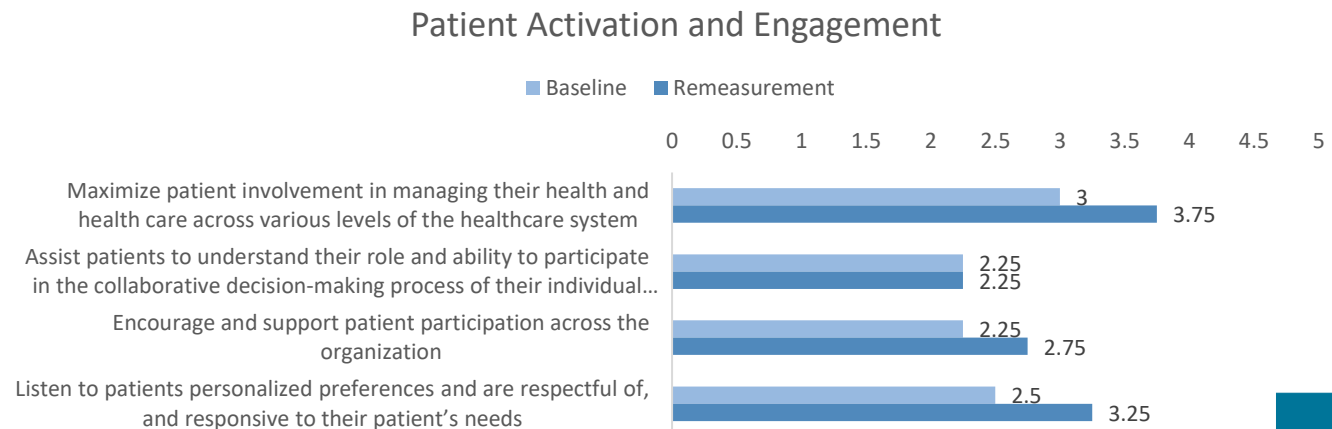 Patient Activation and Engagement
Baseline Remeasurement
0 0.5 1 1.5 2 2.5 3 3.5 4 4.5 5
Maximize patient involvement in managing their health and
health care across various levels of the healthcare system
3
3.75
Assist patients to understand their role and ability to participate
in the collaborative decision-making process of their individual…
2.25
2.25
Encourage and support patient participation across the
organization
2.25
2.75
Listen to patients personalized preferences and are respectful of,
and responsive to their patient’s needs
2.5
3.25